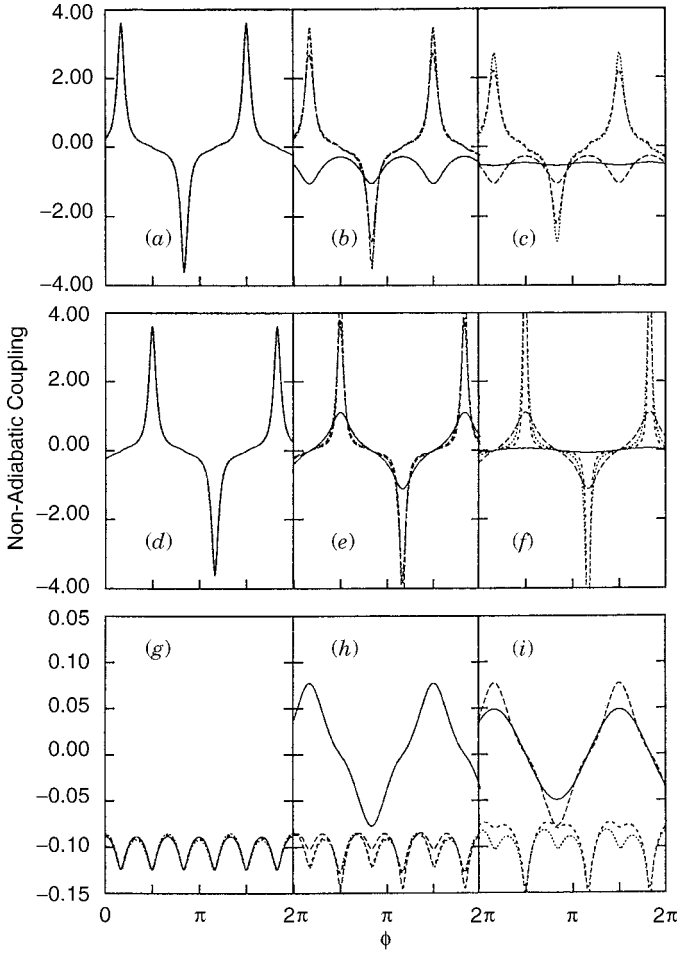 4.00
2.00
0.00
−2.00
−4.00
(a)
(b)
(c)
4.00
2.00
0.00
−2.00
−4.00
(d)
(e)
(f)
Non-Adiabatic Coupling
0.05
0.10
0.05
0.00
−0.05
−0.10
−0.15
(g)
(h)
(i)
0
π
2π
π
2π
π
2π
ϕ